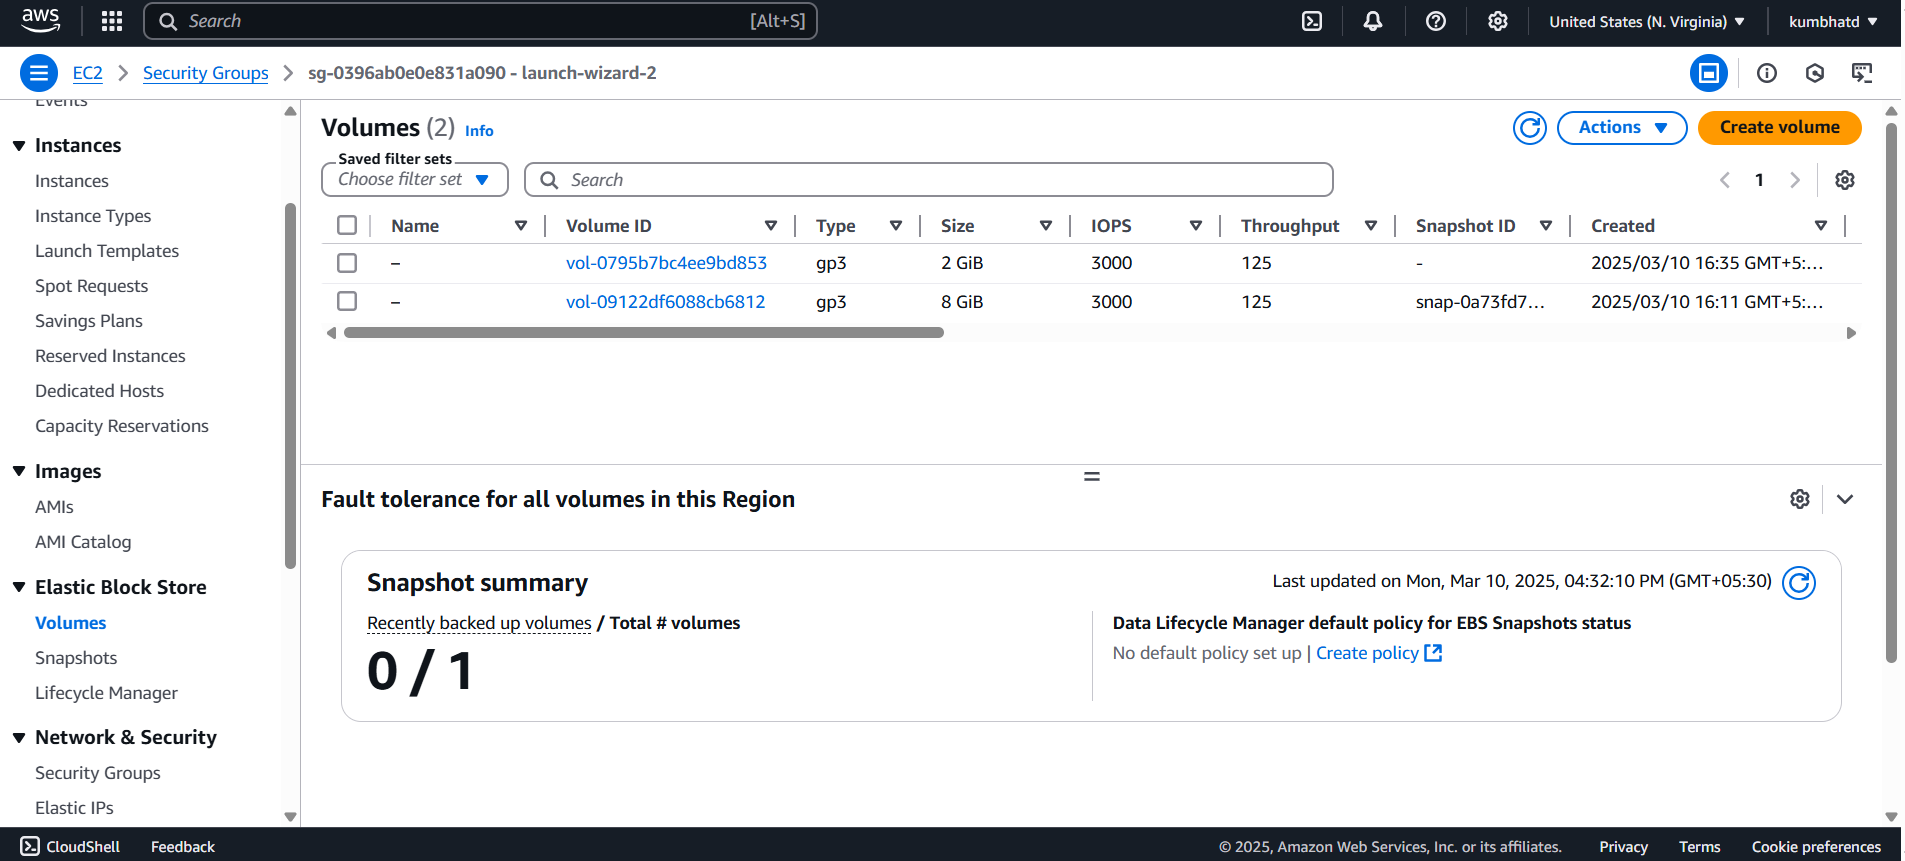 aws
Search [Alt+S]
United States (N. Virginia)
kumbhatd
EC2
Security Groups
sg-0396ab0e0e831a090 - launch-wizard-2
Events
Instances
Instances
Instance Types
Launch Templates
Spot Requests
Savings Plans
Reserved Instances
Dedicated Hosts
Capacity Reservations
Images
AMIs
AMI Catalog
Elastic Block Store
Volumes
Snapshots
Lifecycle Manager
Network & Security
Security Groups
Elastic IPs
Volumes (2) Info
Actions
Create volume
Saved filter sets
Choose filter set
Search
1
Name Volume ID Type Size IOPS Throughput Snapshot ID Created
– vol-0795b7bc4ee9bd853 gp3 2 GiB 3000 125 - 2025/03/10 16:35 GMT+5:…
– vol-09122df6088cb6812 gp3 8 GiB 3000 125 snap-0a73fd7… 2025/03/10 16:11 GMT+5:…
Fault tolerance for all volumes in this Region
Snapshot summary
Last updated on Mon, Mar 10, 2025, 04:32:10 PM (GMT+05:30)
Recently backed up volumes / Total # volumes
0 / 1
Data Lifecycle Manager default policy for EBS Snapshots status
No default policy set up | Create policy
CloudShell Feedback
© 2025, Amazon Web Services, Inc. or its affiliates. Privacy Terms Cookie preferences